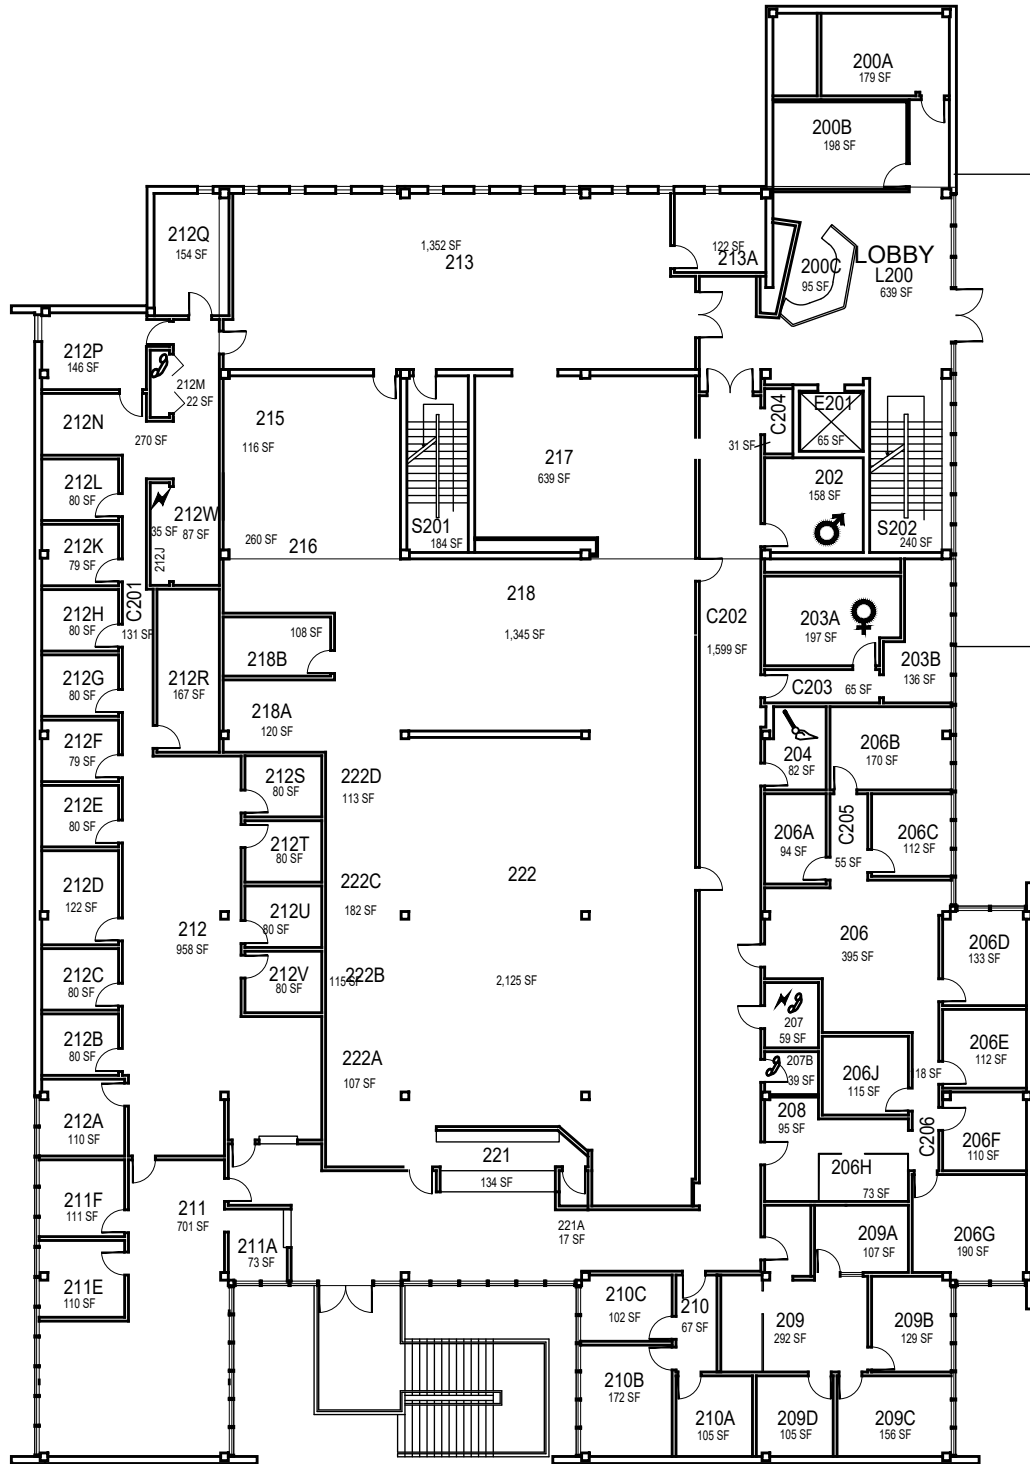 200A
179 SF
200B
198 SF
212Q
154 SF
1,352 SF
213
122 SF
213A
200C
95 SF
LOBBY
L200
639 SF
212P
146 SF
212M
22 SF
212N
270 SF
215
116 SF
217
639 SF
C204
31 SF
E201
65 SF
202
158 SF
212L
80 SF
35 SF
212W
87 SF
212J
S201
184 SF
S202
240 SF
212K
79 SF
260 SF
216
218
1,345 SF
C202
1,599 SF
203A
197 SF
203B
136 SF
C203
65 SF
212H
80 SF
C201
131 SF
108 SF
218B
212G
80 SF
212R
167 SF
218A
120 SF
204
82 SF
206B
170 SF
212F
79 SF
212S
80 SF
222D
113 SF
212E
80 SF
206A
94 SF
C205
55 SF
206C
112 SF
212T
80 SF
222C
182 SF
222
2,125 SF
212D
122 SF
212U
80 SF
212
958 SF
206
395 SF
206D
133 SF
212C
80 SF
212V
80 SF
115 SF
222B
207
59 SF
212B
80 SF
222A
107 SF
207B
39 SF
206J
115 SF
18 SF
206E
112 SF
212A
110 SF
208
95 SF
C206
206F
110 SF
221
134 SF
206H
73 SF
211F
111 SF
211
701 SF
221A
17 SF
211A
73 SF
209A
107 SF
206G
190 SF
211E
110 SF
210C
102 SF
210
67 SF
209
292 SF
209B
129 SF
210B
172 SF
210A
105 SF
209D
105 SF
209C
156 SF